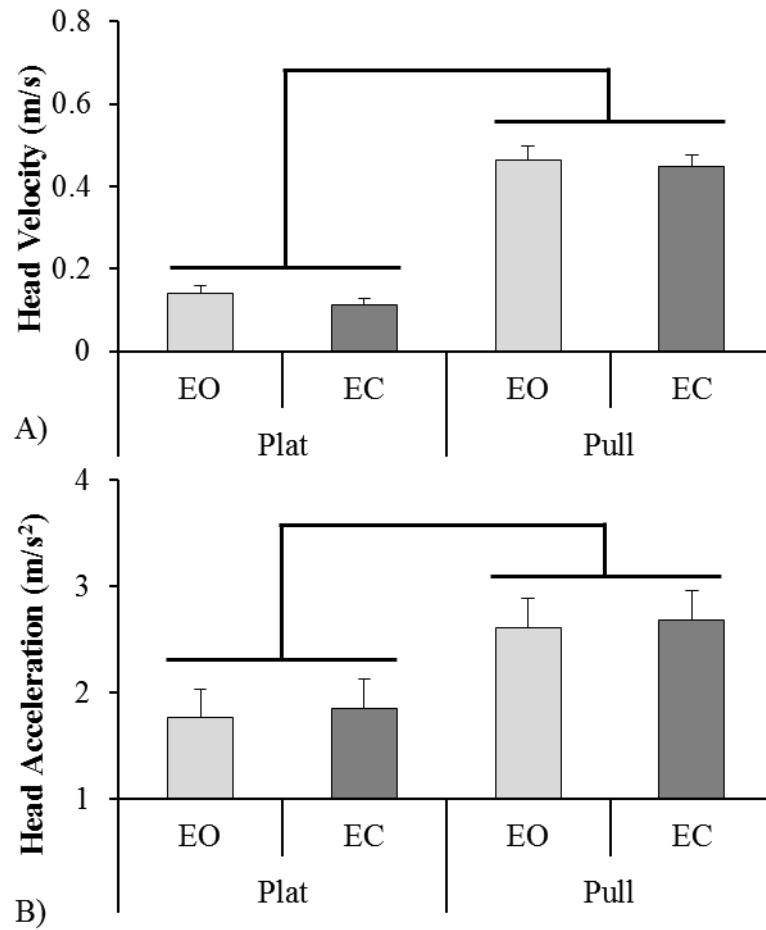 Head Velocity (m/s)
0.8
0.6
0.4
0.2
0
EO EC EO EC
Plat Pull
A)
Head Acceleration (m/s²)
4
3
2
1
EO EC EO EC
Plat Pull
B)